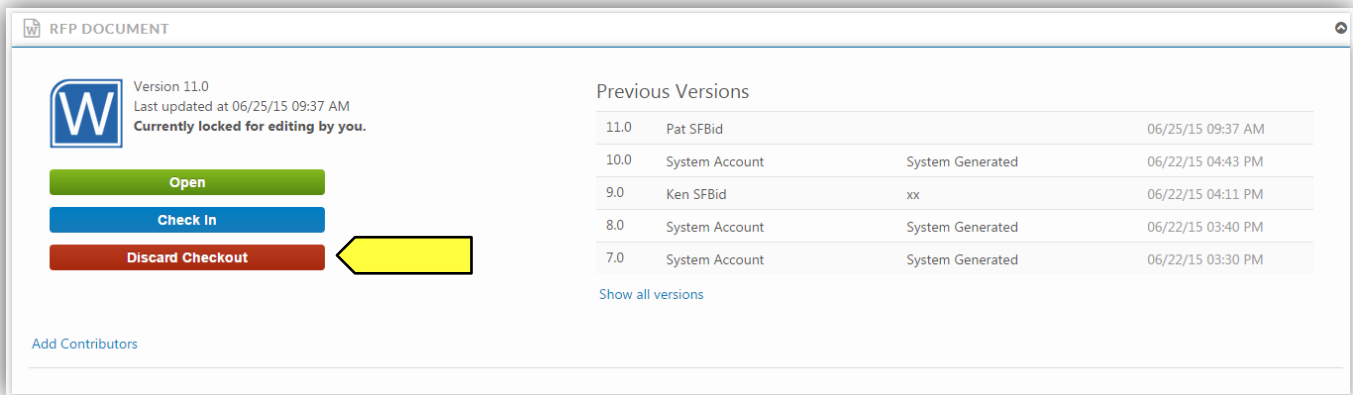 RFP DOCUMENT
W
Version 11.0
Last updated at 06/25/15 09:37 AM
Currently locked for editing by you.
Open
Check In
Discard Checkout
Previous Versions
11.0 Pat SFBid 06/25/15 09:37 AM
10.0 System Account System Generated 06/22/15 04:43 PM
9.0 Ken SFBid xx 06/22/15 04:11 PM
8.0 System Account System Generated 06/22/15 03:40 PM
7.0 System Account System Generated 06/22/15 03:30 PM
Show all versions
Add Contributors